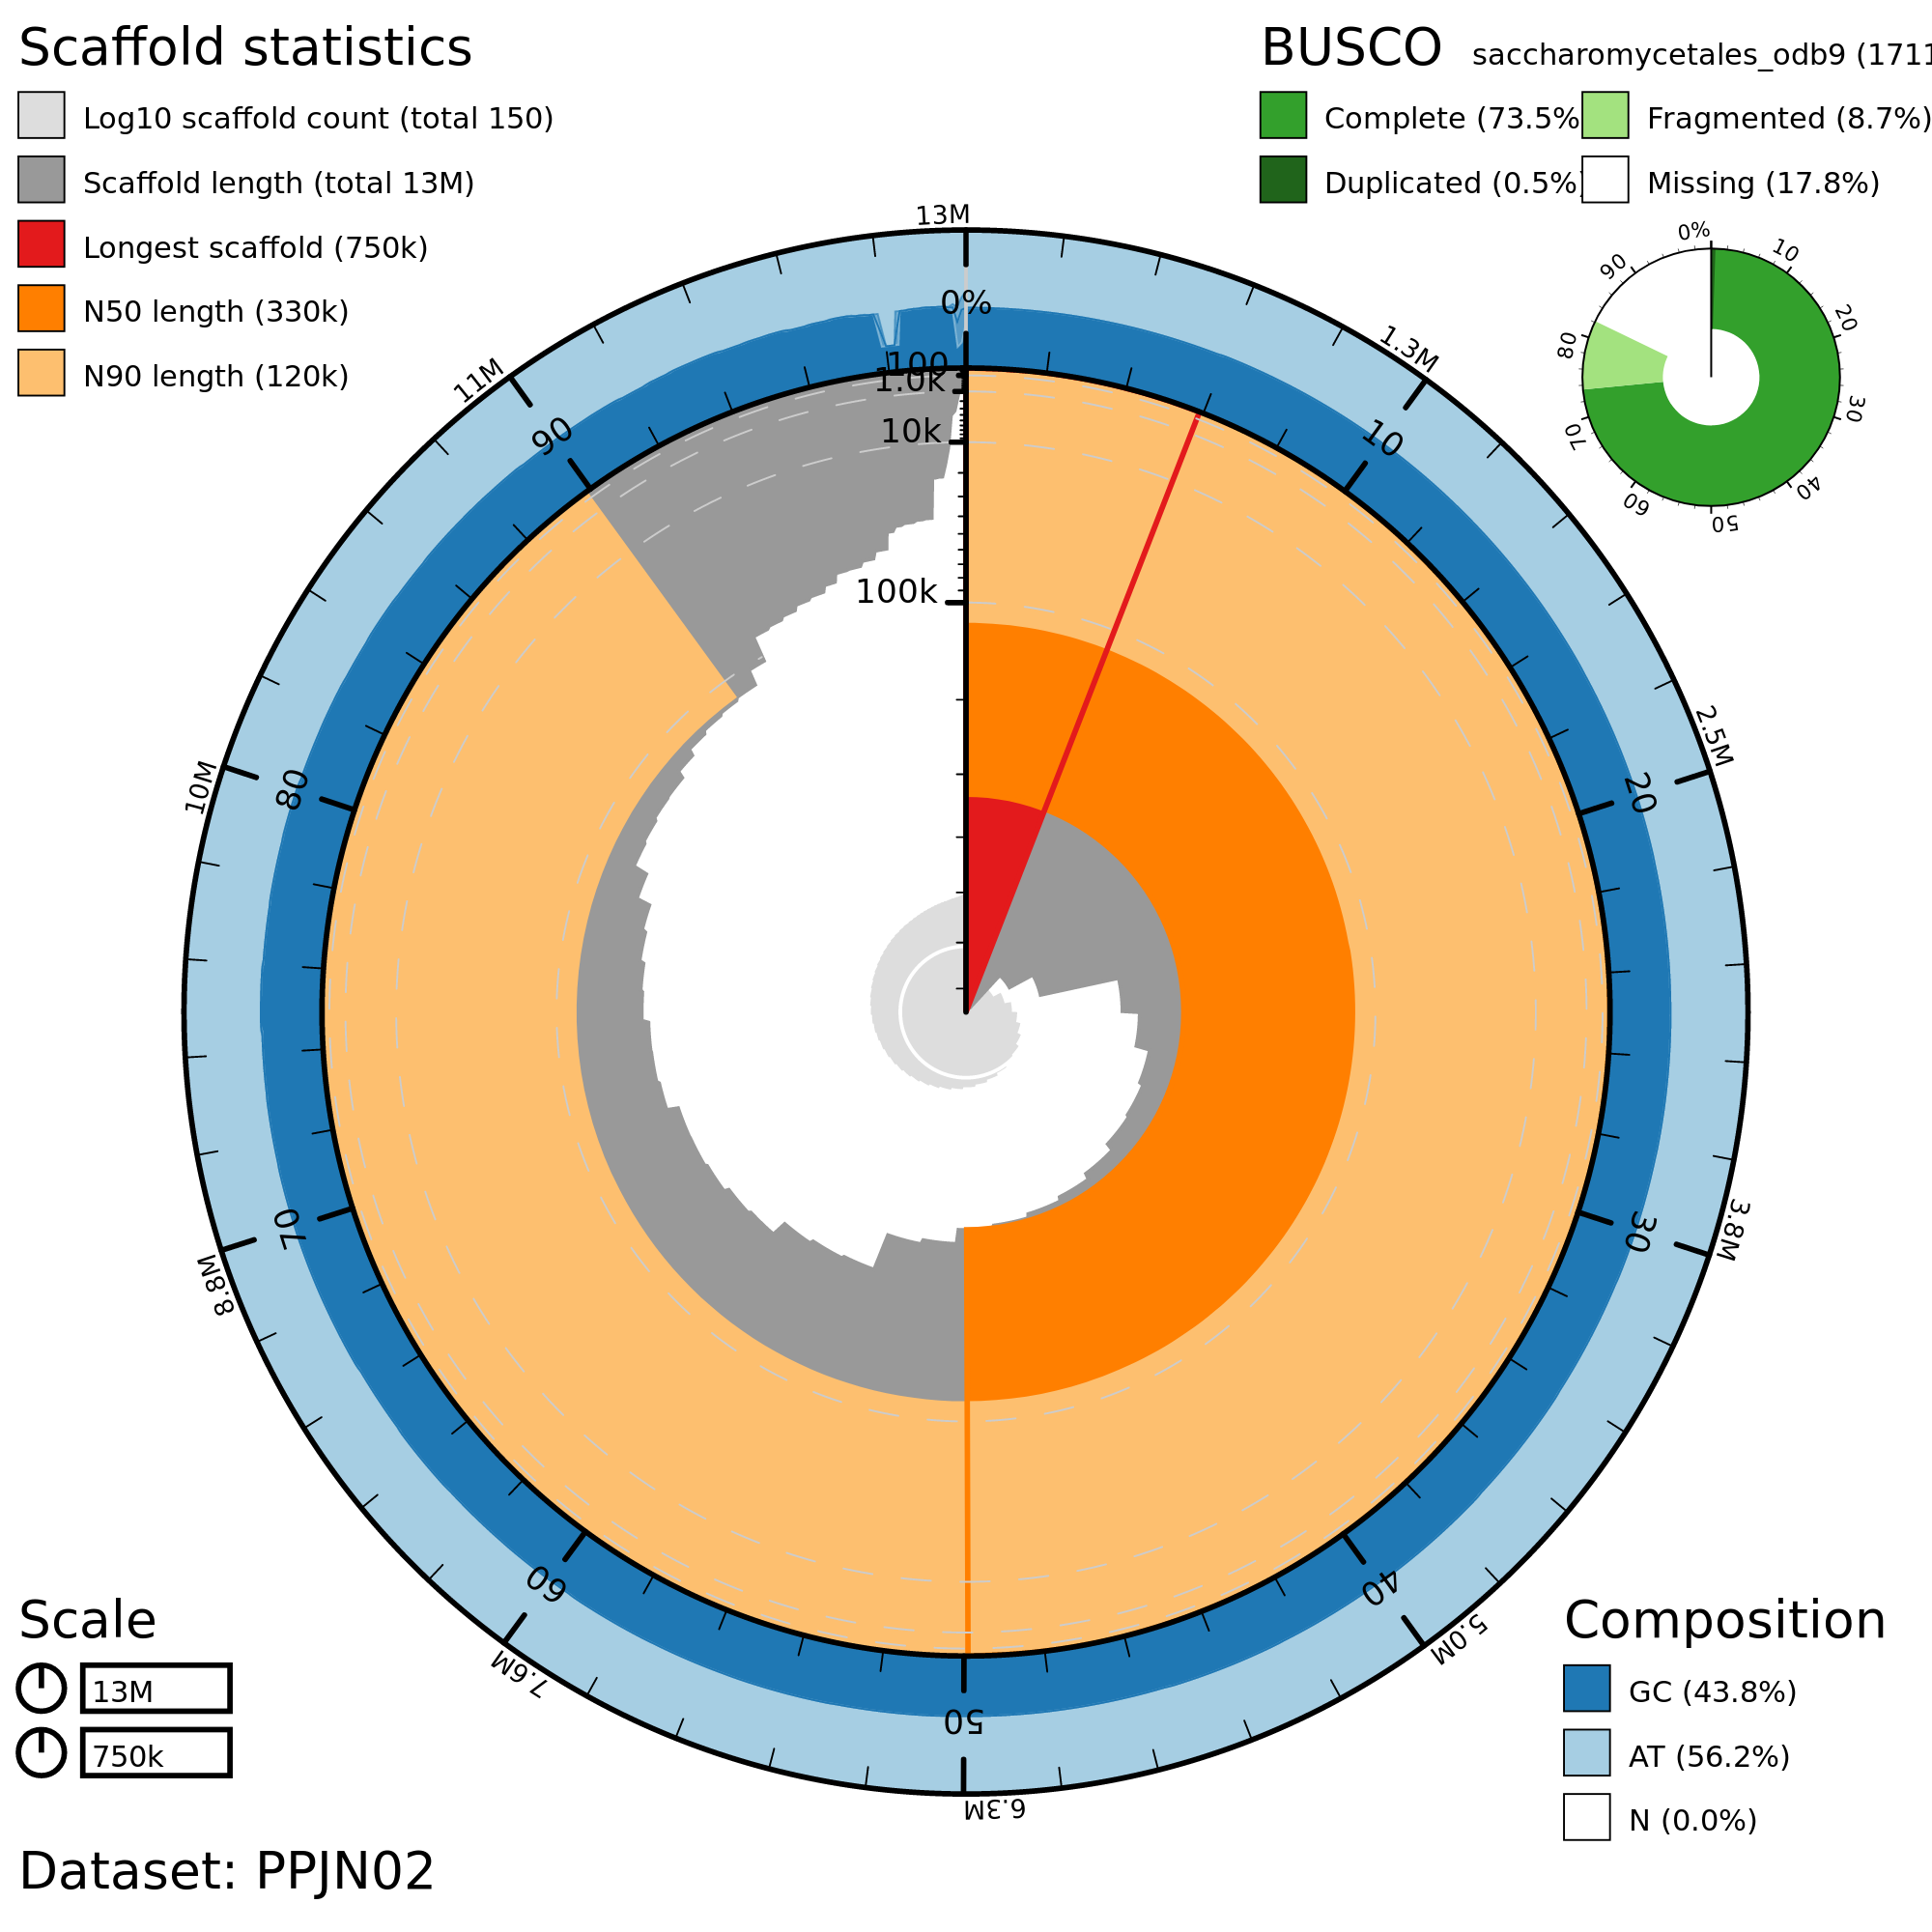 Scaffold statistics
Log10 scaffold count (total 150)
Scaffold length (total 13M)
Longest scaffold (750k)
N50 length (330k)
N90 length (120k)
BUSCO saccharomycetales_odb9 (1711
Complete (73.5%
Fragmented (8.7%)
Duplicated (0.5%)
Missing (17.8%)
0%
10
20
30
40
50
60
70
80
90
13M
1.3M
2.5M
3.8M
5.0M
6.3M
7.6M
8.8M
10M
11M
0%
10
20
30
40
50
60
70
80
90
100
1.0k
10k
100k
Scale
13M
750k
Composition
GC (43.8%)
AT (56.2%)
N (0.0%)
Dataset: PPJN02